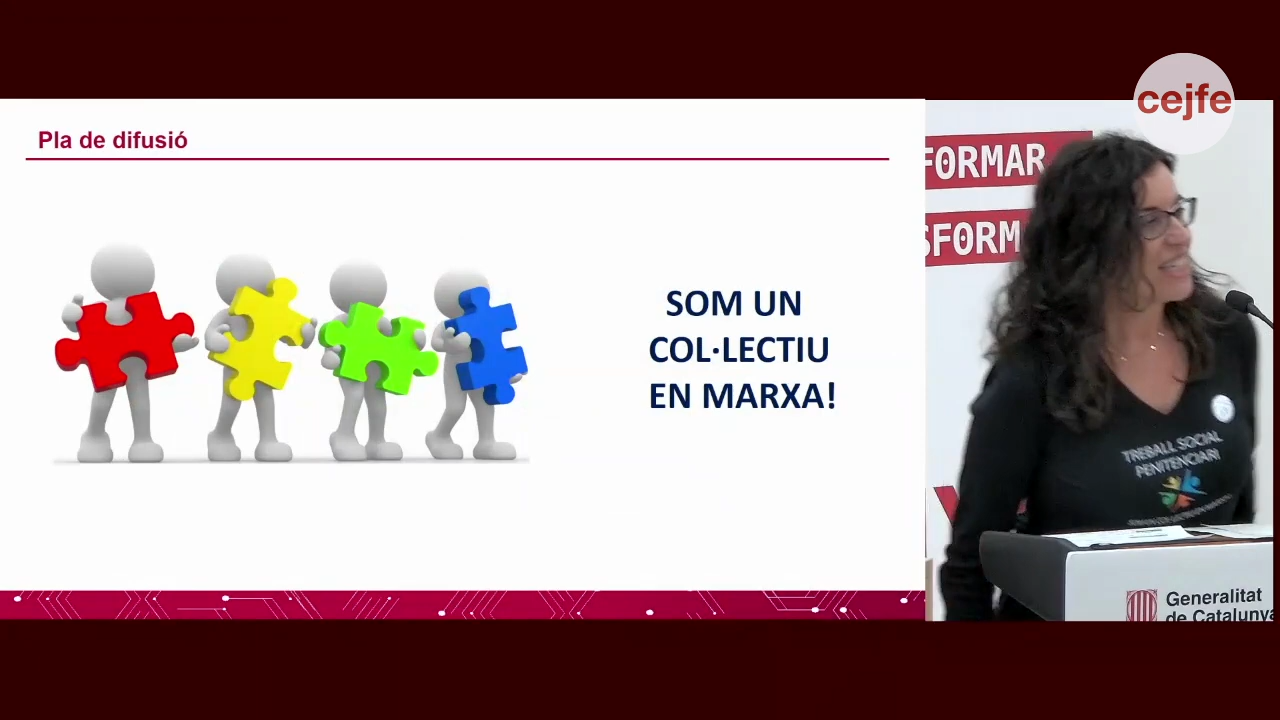 cejfe
Pla de difusió
FORMAR
SFORM
SOM UN
COL·LECTIU
EN MARXA!
TREBALL SOCIAL
PENITENCIARI
Generalitat
de Catalunya